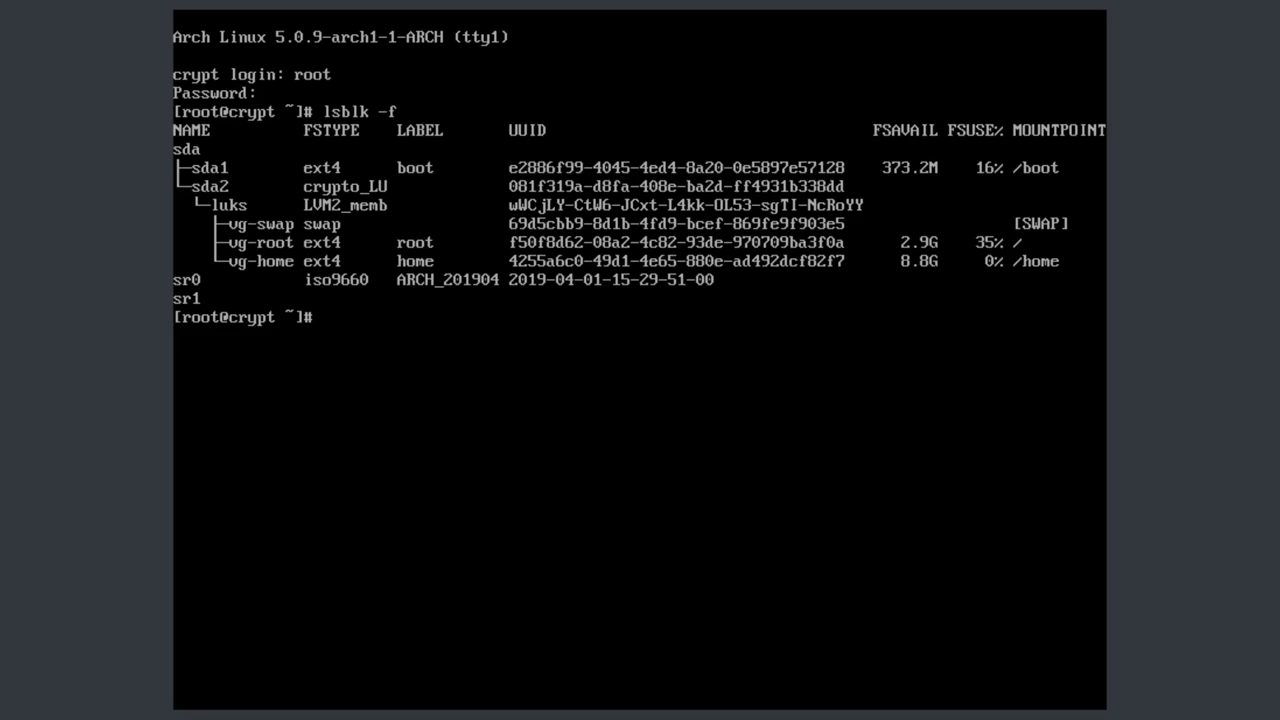 Arch Linux 5.0.9-arch1-1-ARCH (tty1)
crypt login: root
Password:
[root@crypt ~]# lsblk -f
NAME FSTYPE LABEL UUID FSAVAIL FSUSE% MOUNTPOINT
sda
├─sda1 ext4 boot e2886f99-4045-4ed4-8a20-0e5897e57128 373.2M 16% /boot
└─sda2 crypto_LU 081f319a-d8fa-408e-ba2d-ff4931b338dd
└─luks LVM2_memb wWCjLY-CtW6-JCxt-L4kk-OL53-sgTI-NcRoYY
├─vg-swap swap 69d5cbb9-8d1b-4fd9-bcef-869fe9f903e5 [SWAP]
├─vg-root ext4 root f50f8d62-08a2-4c82-93de-970709ba3f0a 2.9G 35% /
└─vg-home ext4 home 4255a6c0-49d1-4e65-880e-ad492dcf82f7 8.8G 0% /home
sr0 iso9660 ARCH_201904 2019-04-01-15-29-51-00
sr1
[root@crypt ~]#